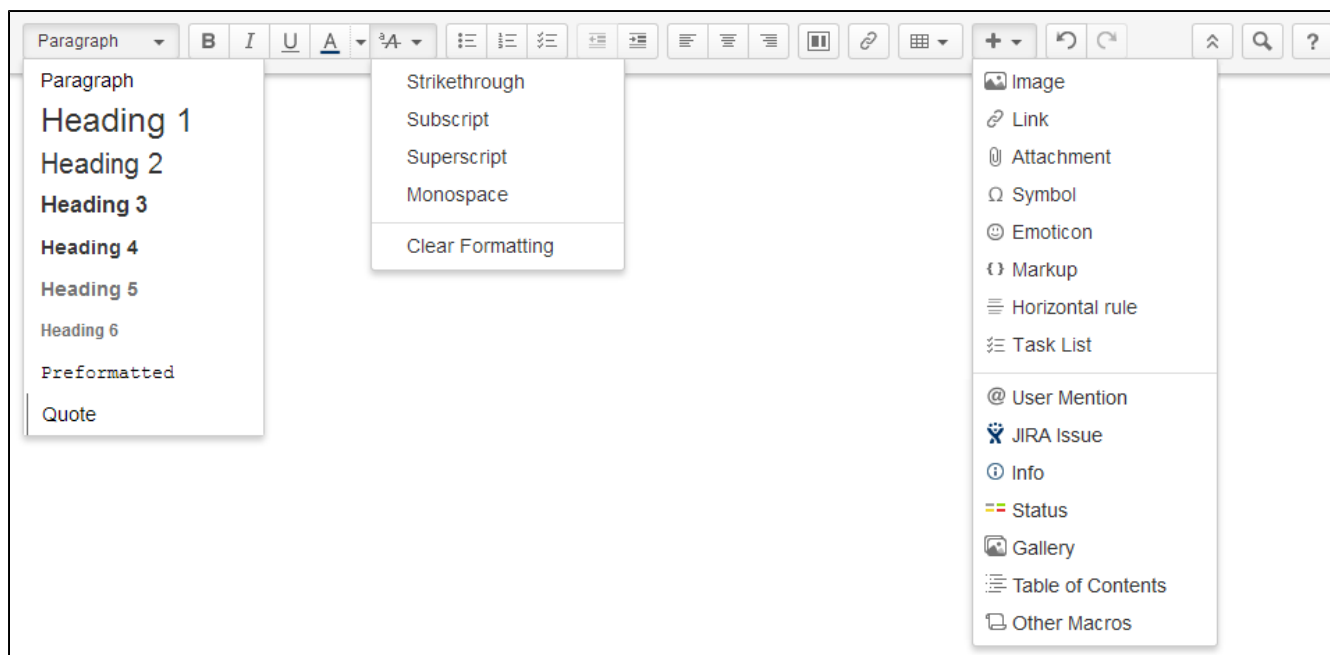 Paragraph B I U A ªA ?
Paragraph
Heading 1
Heading 2
Heading 3
Heading 4
Heading 5
Heading 6
Preformatted
Quote
Strikethrough
Subscript
Superscript
Monospace
Clear Formatting
Image
Link
Attachment
Ω Symbol
Emoticon
{} Markup
Horizontal rule
Task List
@ User Mention
JIRA Issue
Info
Status
Gallery
Table of Contents
Other Macros